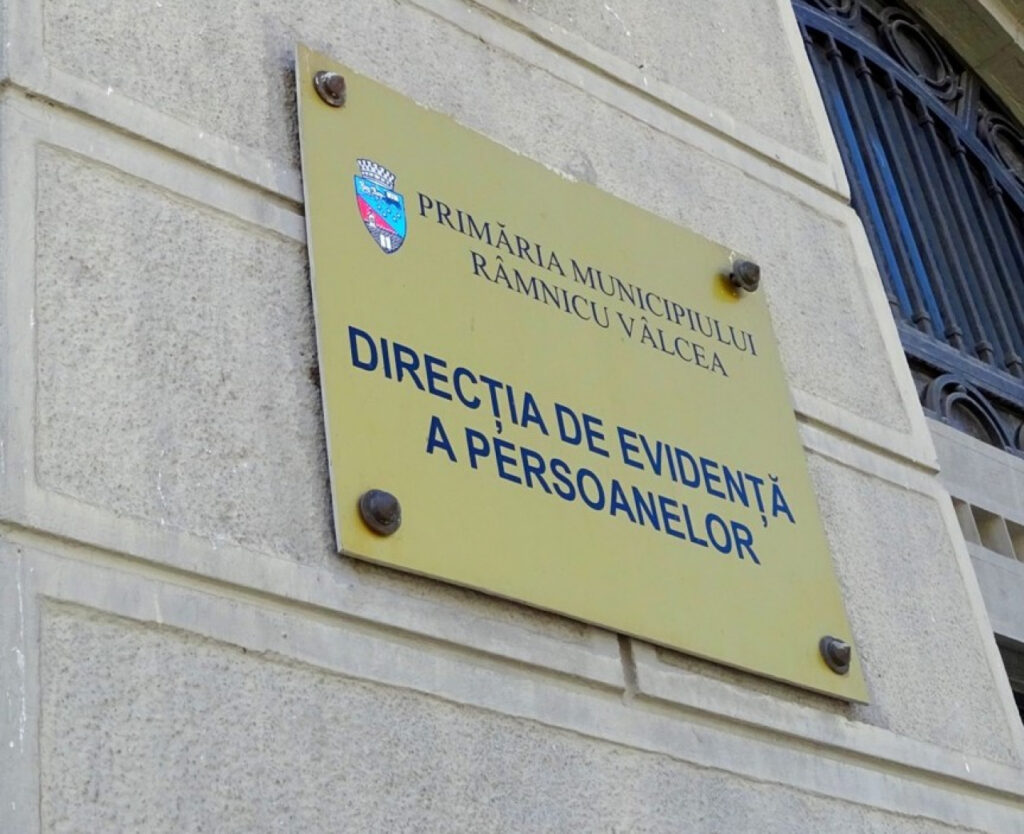 PRIMĂRIA MUNICIPIULUI
RÂMNICU VÂLCEA
DIRECȚIA DE EVIDENȚĂ
A PERSOANELOR